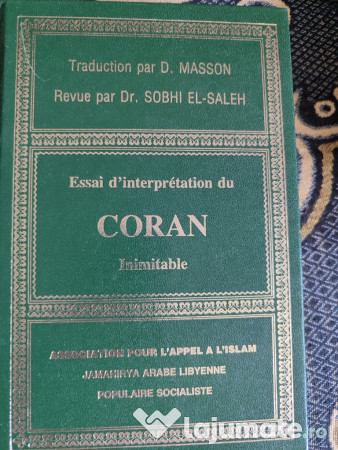 Traduction par D. MASSON
Revue par Dr. SOBHI EL-SALEH
Essai d'interprétation du
CORAN
Inimitable
ASSOCIATION POUR L'APPEL A L'ISLAM
JAMAHIRYA ARABE LIBYENNE
POPULAIRE SOCIALISTE
Lajumate.ro